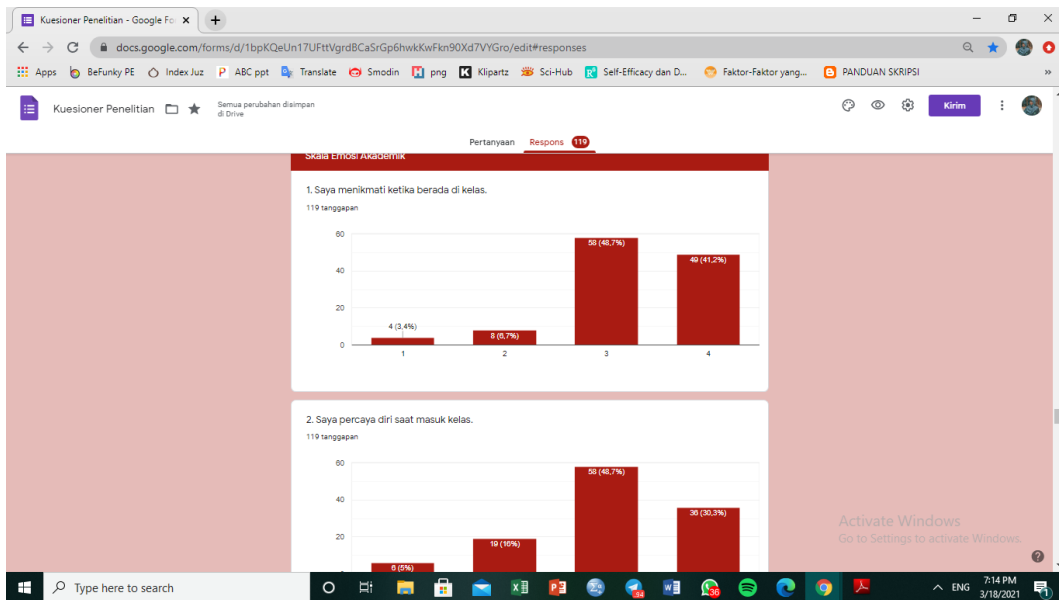 Kuesioner Penelitian - Google Fo
docs.google.com/forms/d/1bpKQeUn17UFttVgrdBCaSrGp6hwkKwFkn90Xd7VYGro/edit#responses
Apps BeFunky PE Index Juz ABC ppt Translate Smodin png Klipartz Sci-Hub Self-Efficacy dan D... Faktor-Faktor yang... PANDUAN SKRIPSI »
Kuesioner Penelitian
Semua perubahan disimpan
di Drive
Kirim
Pertanyaan Respons 119
Skala Emosi Akademik
1. Saya menikmati ketika berada di kelas.
119 tanggapan
60
40
20
0
4 (3,4%)
8 (6,7%)
58 (48,7%)
49 (41,2%)
1 2 3 4
2. Saya percaya diri saat masuk kelas.
119 tanggapan
60
40
20
6 (5%)
19 (16%)
58 (48,7%)
36 (30,3%)
Activate Windows
Go to Settings to activate Windows.
Type here to search
ENG
7:14 PM
3/18/2021